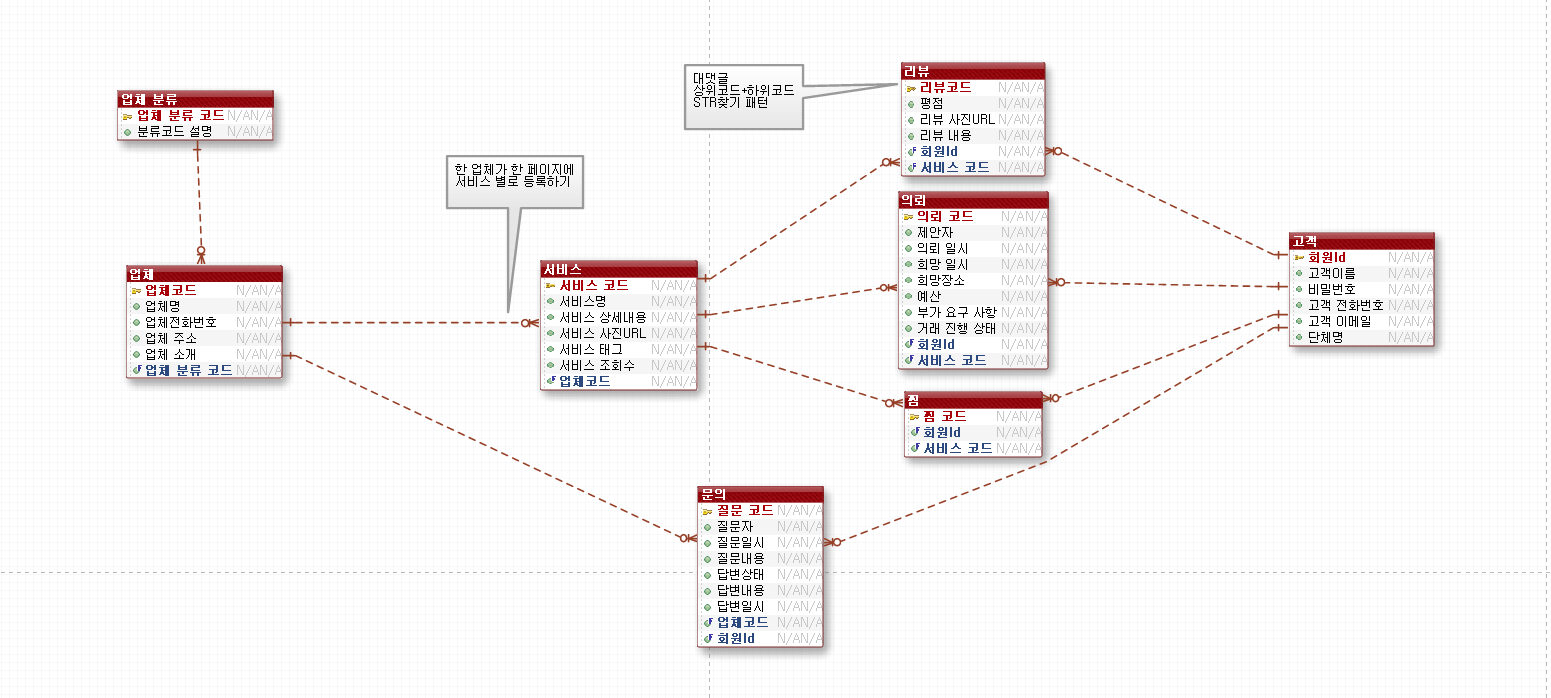 업체 분류
업체 분류 코드 N/AN/A
분류코드 설명 N/AN/A
한 업체가 한 페이지에
서비스 별로 등록하기
대댓글
상위코드+하위코드
STR찾기 패턴
업체
업체코드 N/AN/A
업체명 N/AN/A
업체전화번호 N/AN/A
업체 주소 N/AN/A
업체 소개 N/AN/A
업체 분류 코드 N/AN/A
서비스
서비스 코드 N/AN/A
서비스명 N/AN/A
서비스 상세내용 N/AN/A
서비스 사진URL N/AN/A
서비스 태그 N/AN/A
서비스 조회수 N/AN/A
업체코드 N/AN/A
리뷰
리뷰코드 N/AN/A
평점 N/AN/A
리뷰 사진URL N/AN/A
리뷰 내용 N/AN/A
회원Id N/AN/A
서비스 코드 N/AN/A
의뢰
의뢰 코드 N/AN/A
제안자 N/AN/A
의뢰 일시 N/AN/A
희망 일시 N/AN/A
희망장소 N/AN/A
예산 N/AN/A
부가 요구 사항 N/AN/A
거래 진행 상태 N/AN/A
회원Id N/AN/A
서비스 코드 N/AN/A
찜
찜 코드 N/AN/A
회원Id N/AN/A
서비스 코드 N/AN/A
고객
회원Id N/AN/A
고객이름 N/AN/A
비밀번호 N/AN/A
고객 전화번호 N/AN/A
고객 이메일 N/AN/A
단체명 N/AN/A
문의
질문 코드 N/AN/A
질문자 N/AN/A
질문일시 N/AN/A
질문내용 N/AN/A
답변상태 N/AN/A
답변내용 N/AN/A
답변일시 N/AN/A
업체코드 N/AN/A
회원Id N/AN/A